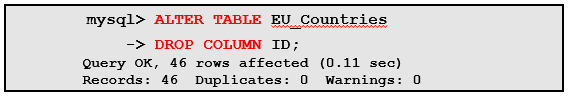 mysql> ALTER TABLE EU_Countries
-> DROP COLUMN ID;
Query OK, 46 rows affected (0.11 sec)
Records: 46  Duplicates: 0  Warnings: 0